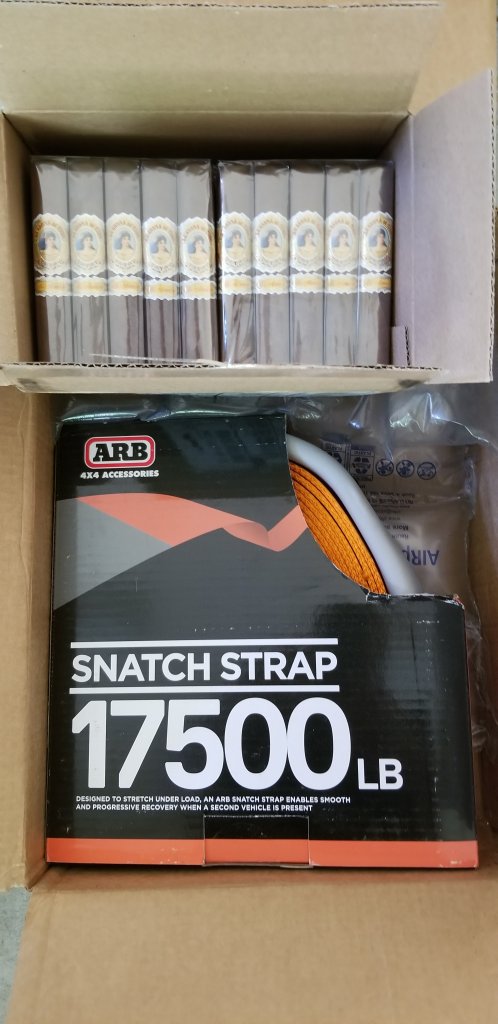 ARB
4X4 ACCESSORIES
SNATCH STRAP
17500 LB
DESIGNED TO STRETCH UNDER LOAD, AN ARB SNATCH STRAP ENABLES SMOOTH
AND PROGRESSIVE RECOVERY WHEN A SECOND VEHICLE IS PRESENT